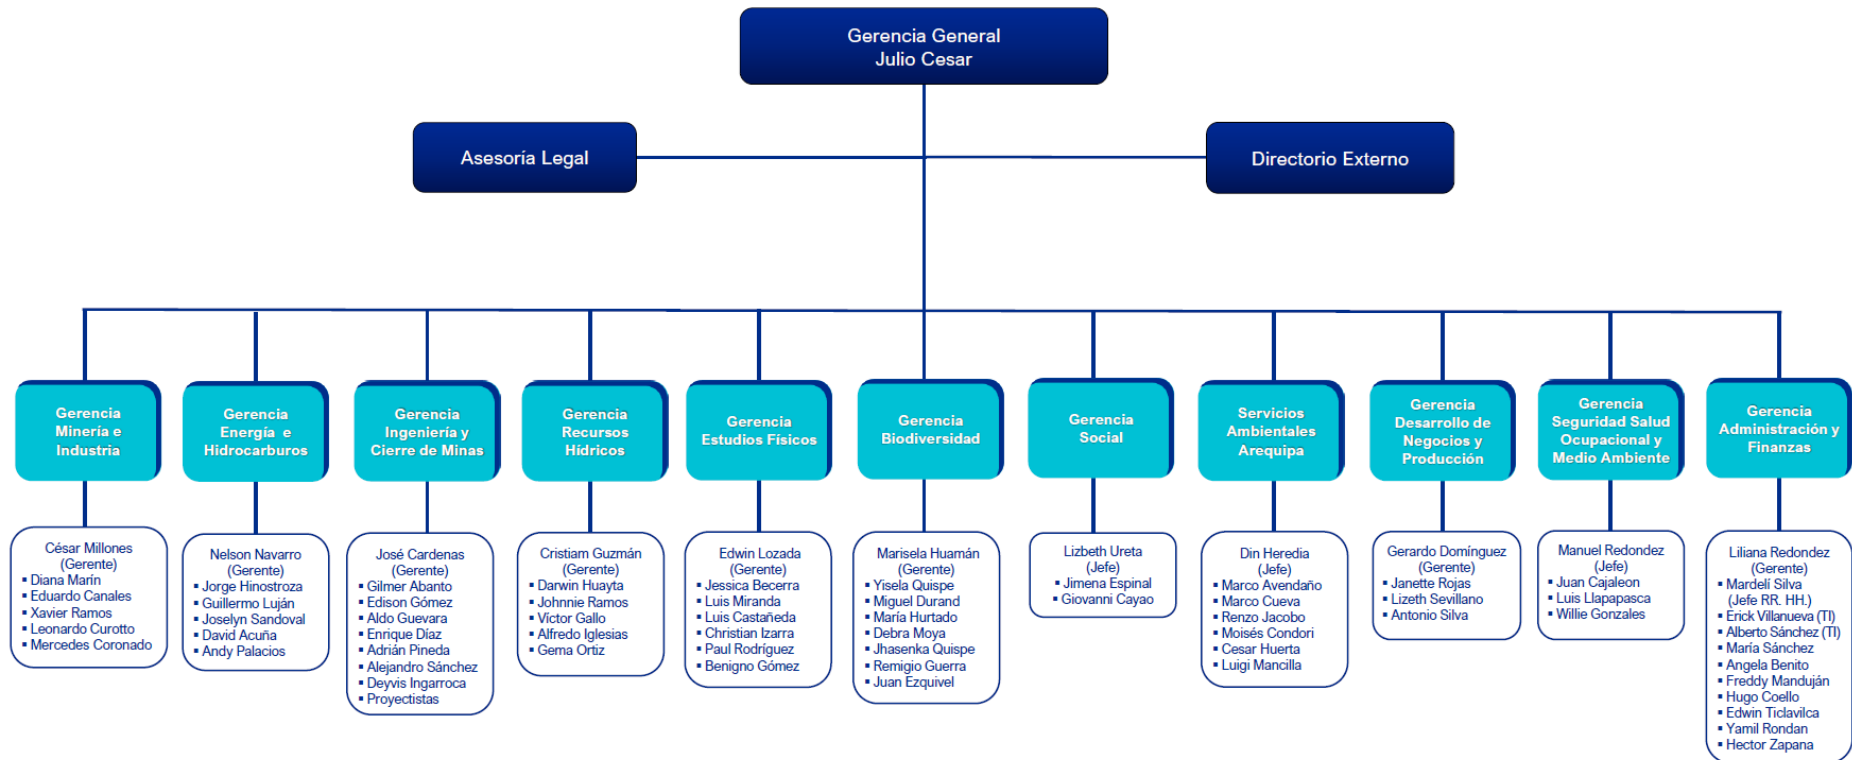 Gerencia General
Julio Cesar
Asesoría Legal
Directorio Externo
Gerencia
Minería e
Industria
Gerencia
Energía e
Hidrocarburos
Gerencia
Ingeniería y
Cierre de Minas
Gerencia
Recursos
Hídricos
Gerencia
Estudios Físicos
Gerencia
Biodiversidad
Gerencia
Social
Servicios
Ambientales
Arequipa
Gerencia
Desarrollo de
Negocios y
Producción
Gerencia
Seguridad Salud
Ocupacional y
Medio Ambiente
Gerencia
Administración y
Finanzas
César Millones
(Gerente)
▪ Diana Marín
▪ Eduardo Canales
▪ Xavier Ramos
▪ Leonardo Curotto
▪ Mercedes Coronado
Nelson Navarro
(Gerente)
▪ Jorge Hinostroza
▪ Guillermo Luján
▪ Joselyn Sandoval
▪ David Acuña
▪ Andy Palacios
José Cardenas
(Gerente)
▪ Gilmer Abanto
▪ Edison Gómez
▪ Aldo Guevara
▪ Enrique Díaz
▪ Adrián Pineda
▪ Alejandro Sánchez
▪ Deyvis Ingarroca
▪ Proyectistas
Cristiam Guzmán
(Gerente)
▪ Darwin Huayta
▪ Johnnie Ramos
▪ Víctor Gallo
▪ Alfredo Iglesias
▪ Gema Ortiz
Edwin Lozada
(Gerente)
▪ Jessica Becerra
▪ Luis Miranda
▪ Luis Castañeda
▪ Christian Izarra
▪ Paul Rodríguez
▪ Benigno Gómez
Marisela Huamán
(Gerente)
▪ Yisela Quispe
▪ Miguel Durand
▪ María Hurtado
▪ Debra Moya
▪ Jhasenka Quispe
▪ Remigio Guerra
▪ Juan Ezquivel
Lizbeth Ureta
(Jefe)
▪ Jimena Espinal
▪ Giovanni Cayao
Din Heredia
(Jefe)
▪ Marco Avendaño
▪ Marco Cueva
▪ Renzo Jacobo
▪ Moisés Condori
▪ Cesar Huerta
▪ Luigi Mancilla
Gerardo Domínguez
(Gerente)
▪ Janette Rojas
▪ Lizeth Sevillano
▪ Antonio Silva
Manuel Redondez
(Jefe)
▪ Juan Cajaleon
▪ Luis Llapapasca
▪ Willie Gonzales
Liliana Redondez
(Gerente)
▪ Mardelí Silva
(Jefe RR. HH.)
▪ Erick Villanueva (TI)
▪ Alberto Sánchez (TI)
▪ María Sánchez
▪ Angela Benito
▪ Freddy Mandujàn
▪ Hugo Coello
▪ Edwin Ticlavilca
▪ Yamil Rondan
▪ Hector Zapana